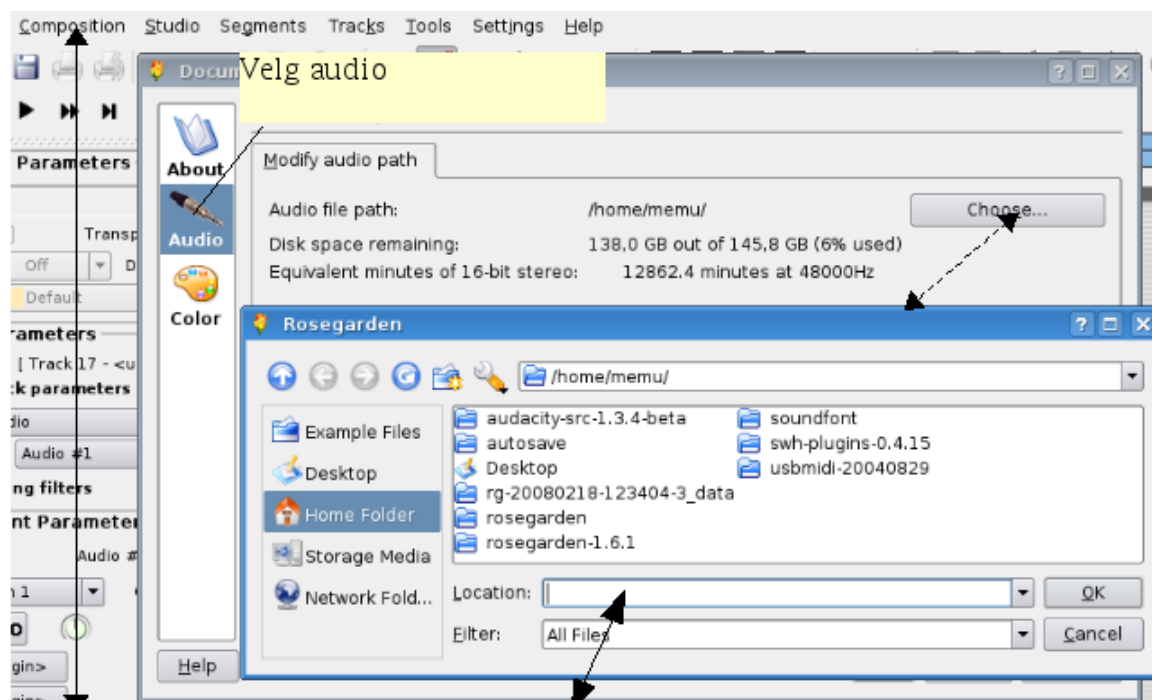 Composition Studio Segments Tracks Tools Settings Help
Velg audio
Parameters
Transp
Off
Default
rameters
[ Track 17 - <u
k parameters
dio
Audio #1
ng filters
nt Parameter
Audio #
1
gin>
About
Audio
Color
Help
Modify audio path
Audio file path: /home/memu/ Choose...
Disk space remaining: 138,0 GB out of 145,8 GB (6% used)
Equivalent minutes of 16-bit stereo: 12862.4 minutes at 48000Hz
Rosegarden
/home/memu/
Example Files
Desktop
Home Folder
Storage Media
Network Fold...
audacity-src-1.3.4-beta
autosave
Desktop
rg-20080218-123404-3_data
rosegarden
rosegarden-1.6.1
soundfont
swh-plugins-0.4.15
usbmidi-20040829
Location: OK
Filter: All Files Cancel